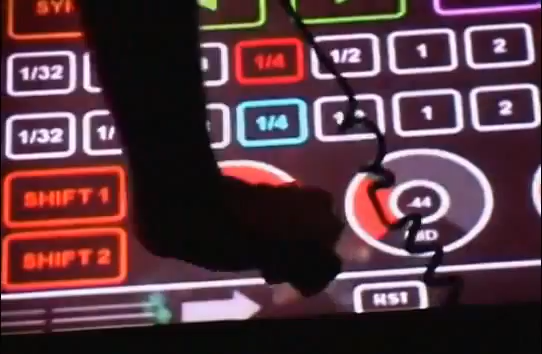 SYN
1/32 1/4 1/2 1 2
1/32 1/4 1 2
SHIFT 1
-44
MID
SHIFT 2
RST